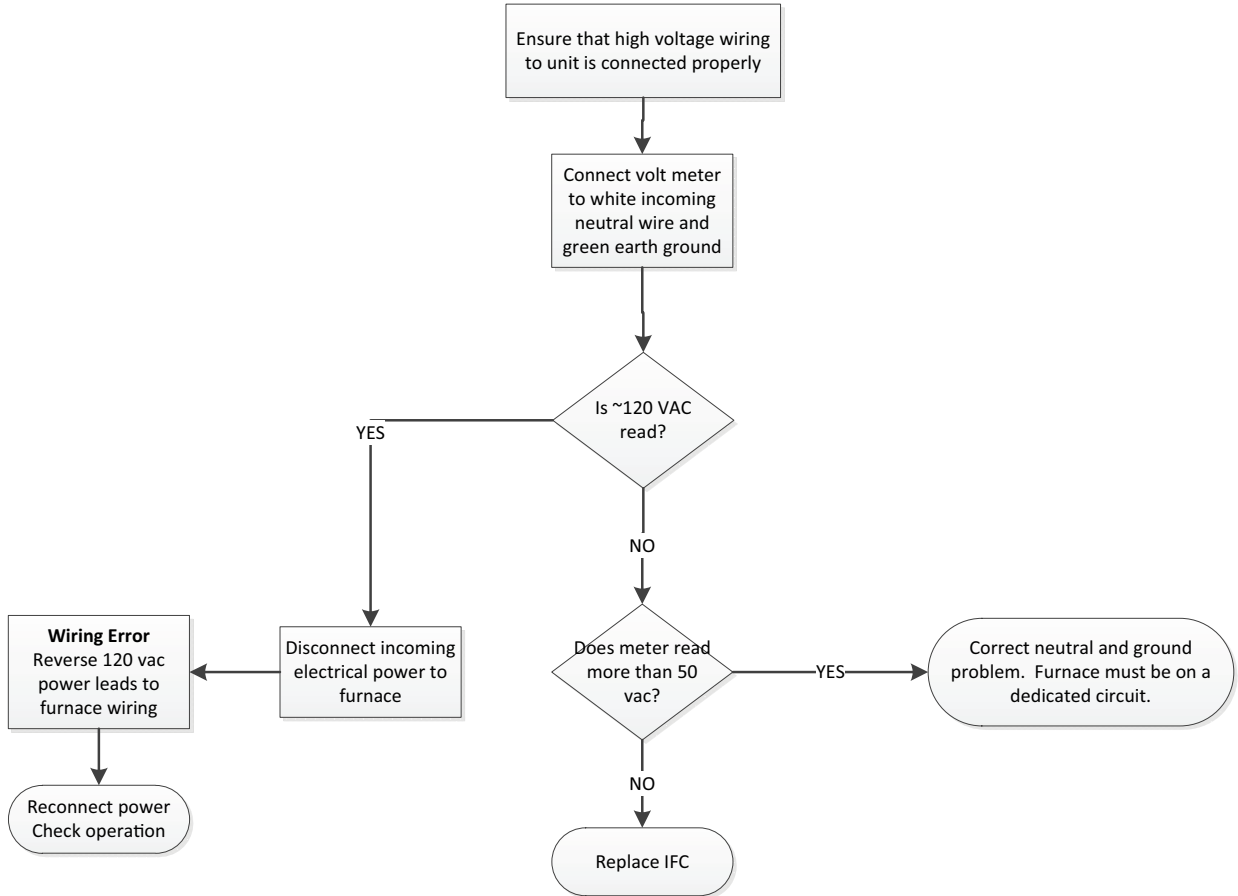 Ensure that high voltage wiring
to unit is connected properly
Connect volt meter
to white incoming
neutral wire and
green earth ground
Is ~120 VAC
read?
YES
NO
Wiring Error
Reverse 120 vac
power leads to
furnace wiring
Disconnect incoming
electrical power to
furnace
Does meter read
more than 50
vac?
YES
Correct neutral and ground
problem. Furnace must be on a
dedicated circuit.
NO
Reconnect power
Check operation
Replace IFC